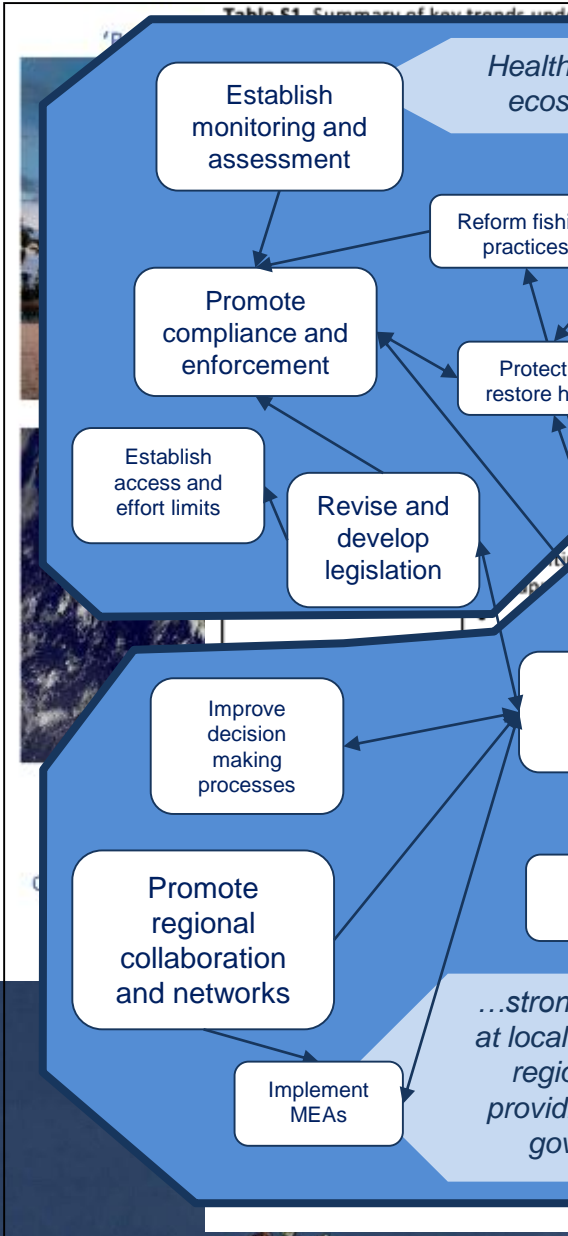 Table S1 Summary of key trends unde
Health
ecos
Establish
monitoring and
assessment
Reform fishi
practices
Promote
compliance and
enforcement
Protect
restore h
Establish
access and
effort limits
Revise and
develop
legislation
Improve
decision
making
processes
Promote
regional
collaboration
and networks
…stron
at local
regio
provid
gov
Implement
MEAs